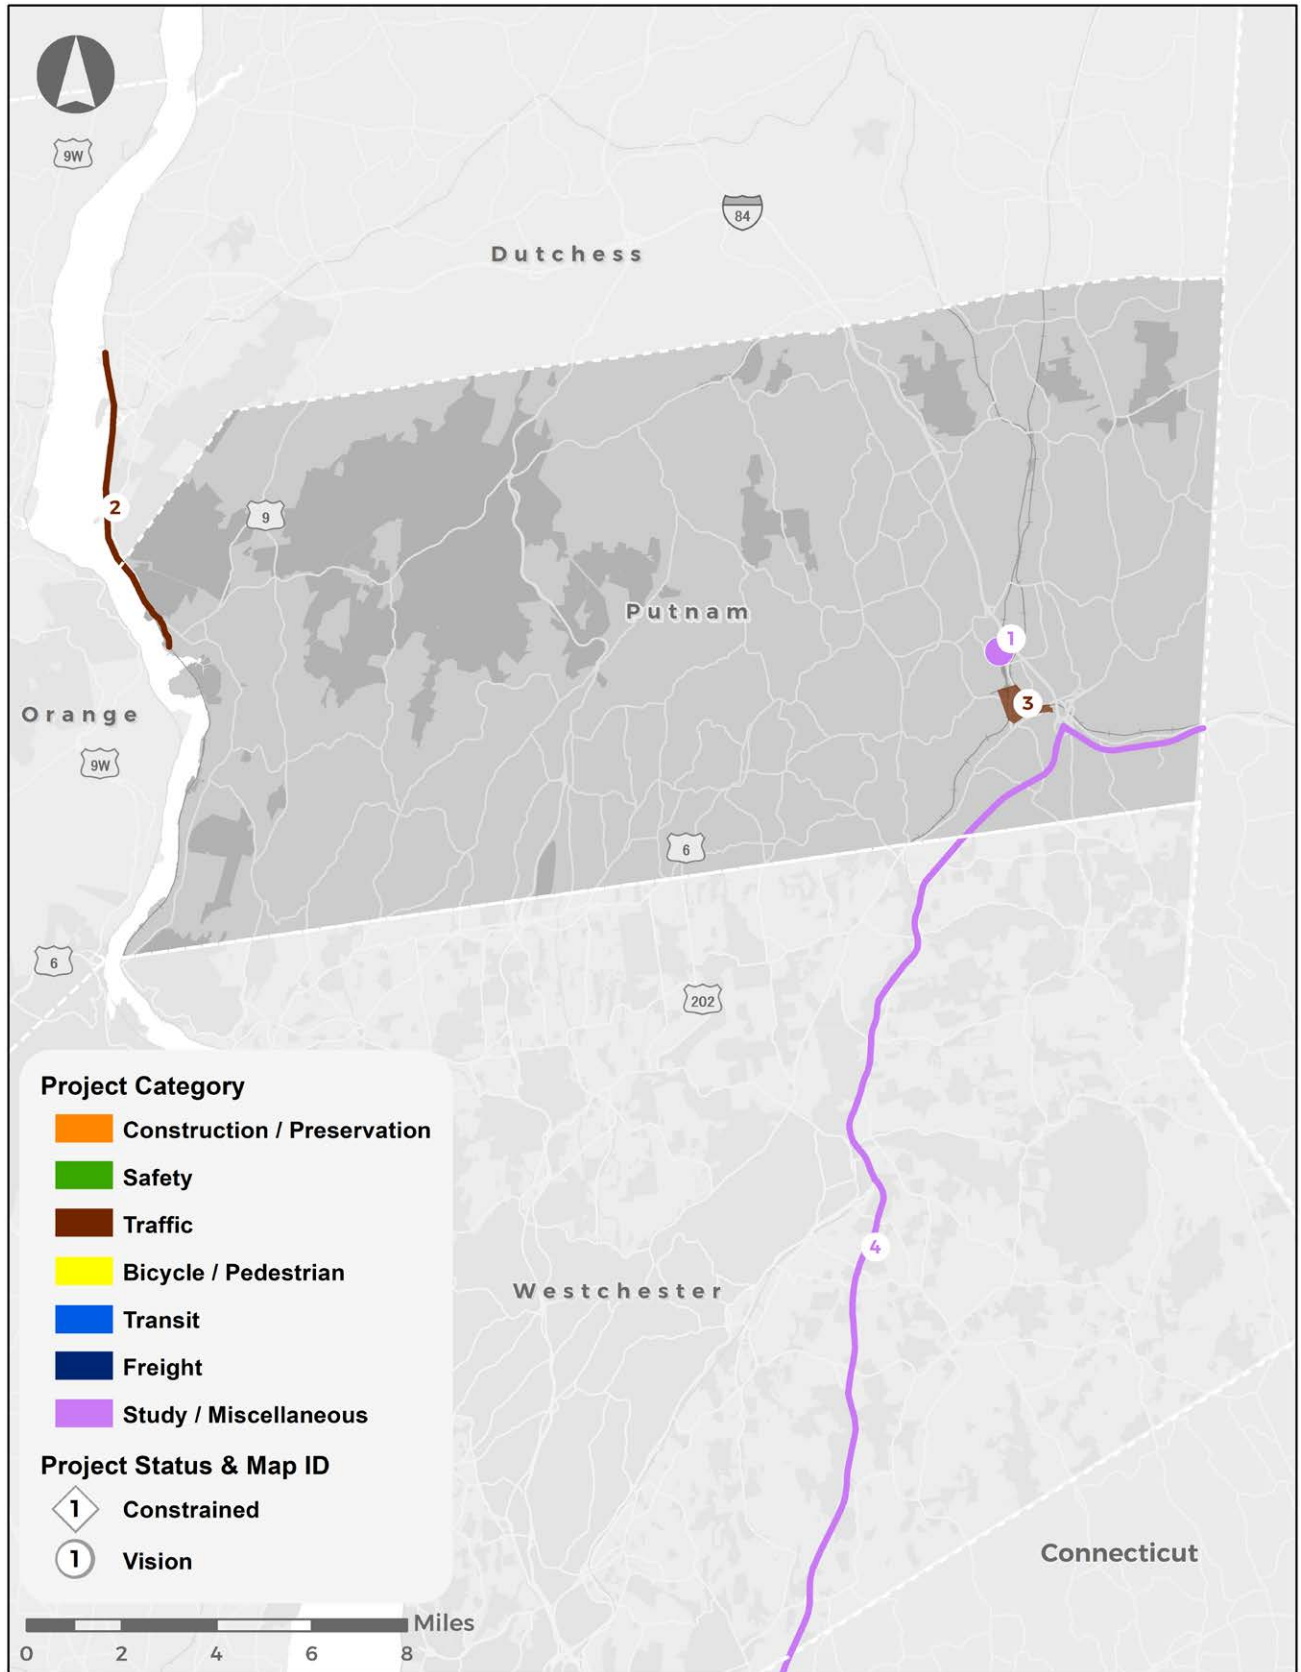 9W
84
Dutchess
2
9
Putnam
1
3
Orange
9W
6
6
202
4
Westchester
Connecticut
Project Category
Construction / Preservation
Safety
Traffic
Bicycle / Pedestrian
Transit
Freight
Study / Miscellaneous
Project Status & Map ID
1 Constrained
1 Vision
Miles
0 2 4 6 8